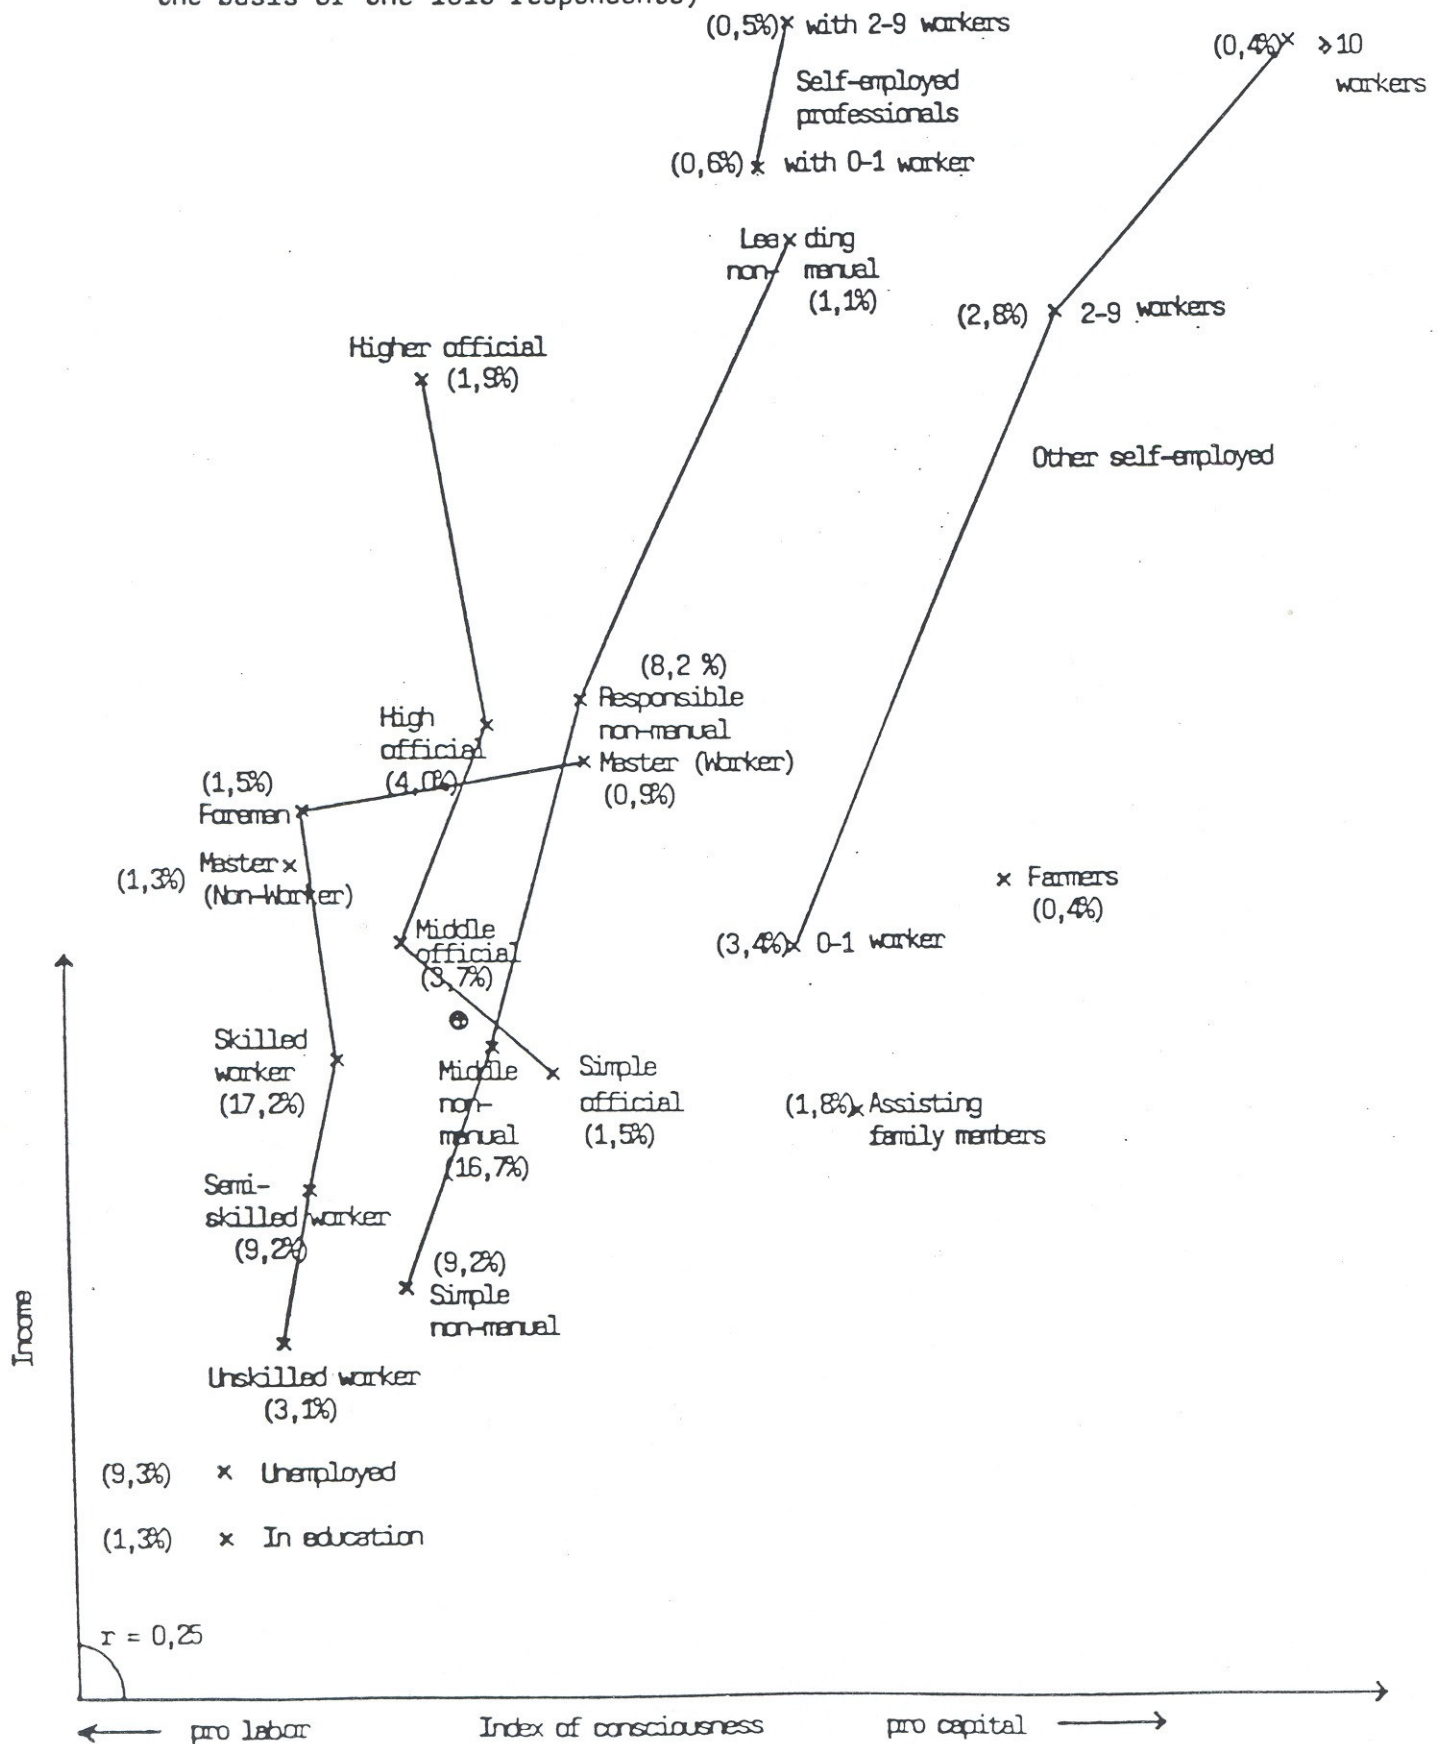 (0,5%) x with 2-9 workers
(0,4%) x ≥10
workers
Self-employed
professionals
(0,6%) x with 0-1 worker
Lea x ding
non- manual
(1,1%)
(2,8%) x 2-9 workers
Higher official
x (1,9%)
Other self-employed
(8,2 %)
x Responsible
non-manual
High x
official
(4,0%)
x Master (Worker)
(0,9%)
(1,5%)
Foreman x
Master x
(1,3%) (Non-Worker)
x Farmers
(0,4%)
x Middle
official
(3,7%)
(3,4%) x 0-1 worker
Skilled
worker
(17,2%)
Middle
non-
manual
(16,7%)
x Simple
official
(1,5%)
(1,8%) x Assisting
family members
Semi-
skilled worker
(9,2%)
(9,2%)
x Simple
non-manual
Income
Unskilled worker
(3,1%)
(9,3%) x Unemployed
(1,3%) x In education
r = 0,25
pro labor Index of consciousness pro capital